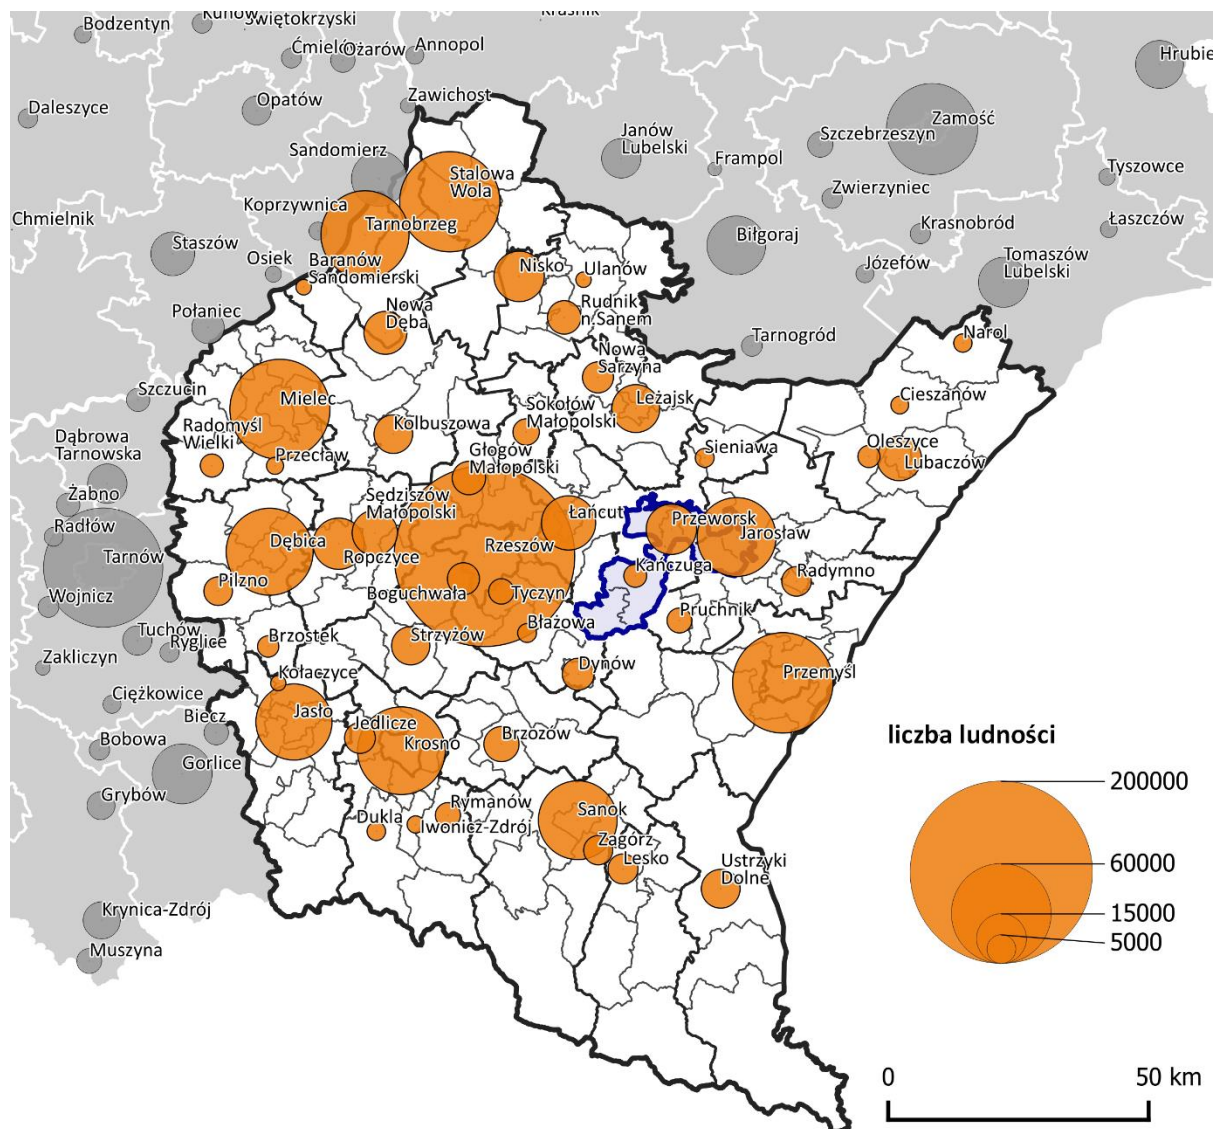 Kunów
Świętokrzyski
Kraśnik
Bodzentyn
Ćmielów
Ożarów
Annopol
Hrubie
Daleszyce
Opatów
Zawichost
Zamość
Janów
Lubelski
Szczebrzeszyn
Sandomierz
Frampol
Tyszowce
Stalowa
Wola
Zwierzyniec
Koprzywnica
Chmielnik
Tarnobrzeg
Krasnobród
Łaszczów
Staszów
Biłgoraj
Osiek
Baranów
Sandomierski
Nisko
Ulanów
Józefów
Tomaszów
Lubelski
Połaniec
Nowa
Dęba
Rudnik
n.Sanem
Tarnogród
Narol
Nowa
Sarzyna
Szczucin
Mielec
Leżajsk
Cieszanów
Radomyśl
Wielki
Kolbuszowa
Sokołów
Małopolski
Dąbrowa
Tarnowska
Przecław
Głogów
Małopolski
Sieniawa
Oleszyce
Lubaczów
Żabno
Sędziszów
Małopolski
Łańcut
Przeworsk
Radłów
Dębica
Rzeszów
Jarosław
Tarnów
Ropczyce
Kańczuga
Radymno
Pilzno
Boguchwała
Tyczyn
Wojnicz
Pruchnik
Błażowa
Tuchów
Ryglice
Brzostek
Strzyżów
Zakliczyn
Kołaczyce
Dynów
Przemyśl
Ciężkowice
Biecz
Jasło
Jedlicze
Krosno
Brzozów
Bobowa
Gorlice
liczba ludności
200000
Grybów
Dukla
Rymanów
Iwonicz-Zdrój
Sanok
Zagórz
Lesko
Ustrzyki
Dolne
60000
15000
5000
Krynica-Zdrój
Muszyna
0
50 km